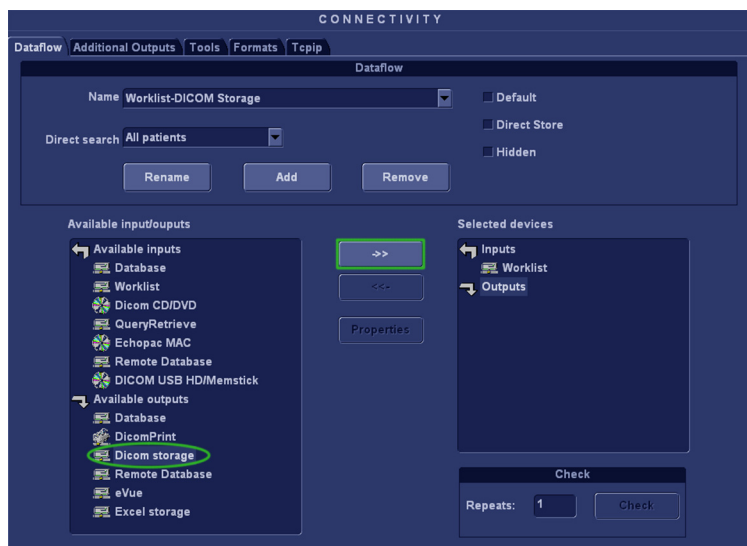 CONNECTIVITY
Dataflow Additional Outputs Tools Formats Tcpip
Dataflow
Name Worklist-DICOM Storage
Default
Direct Store
Direct search All patients
Hidden
Rename Add Remove
Available input/ouputs
Available inputs
Database
Worklist
Dicom CD/DVD
QueryRetrieve
Echopac MAC
Remote Database
DICOM USB HD/Memstick
Available outputs
Database
DicomPrint
Dicom storage
Remote Database
eVue
Excel storage
->>
<<-
Properties
Selected devices
Inputs
Worklist
Outputs
Check
Repeats: 1 Check